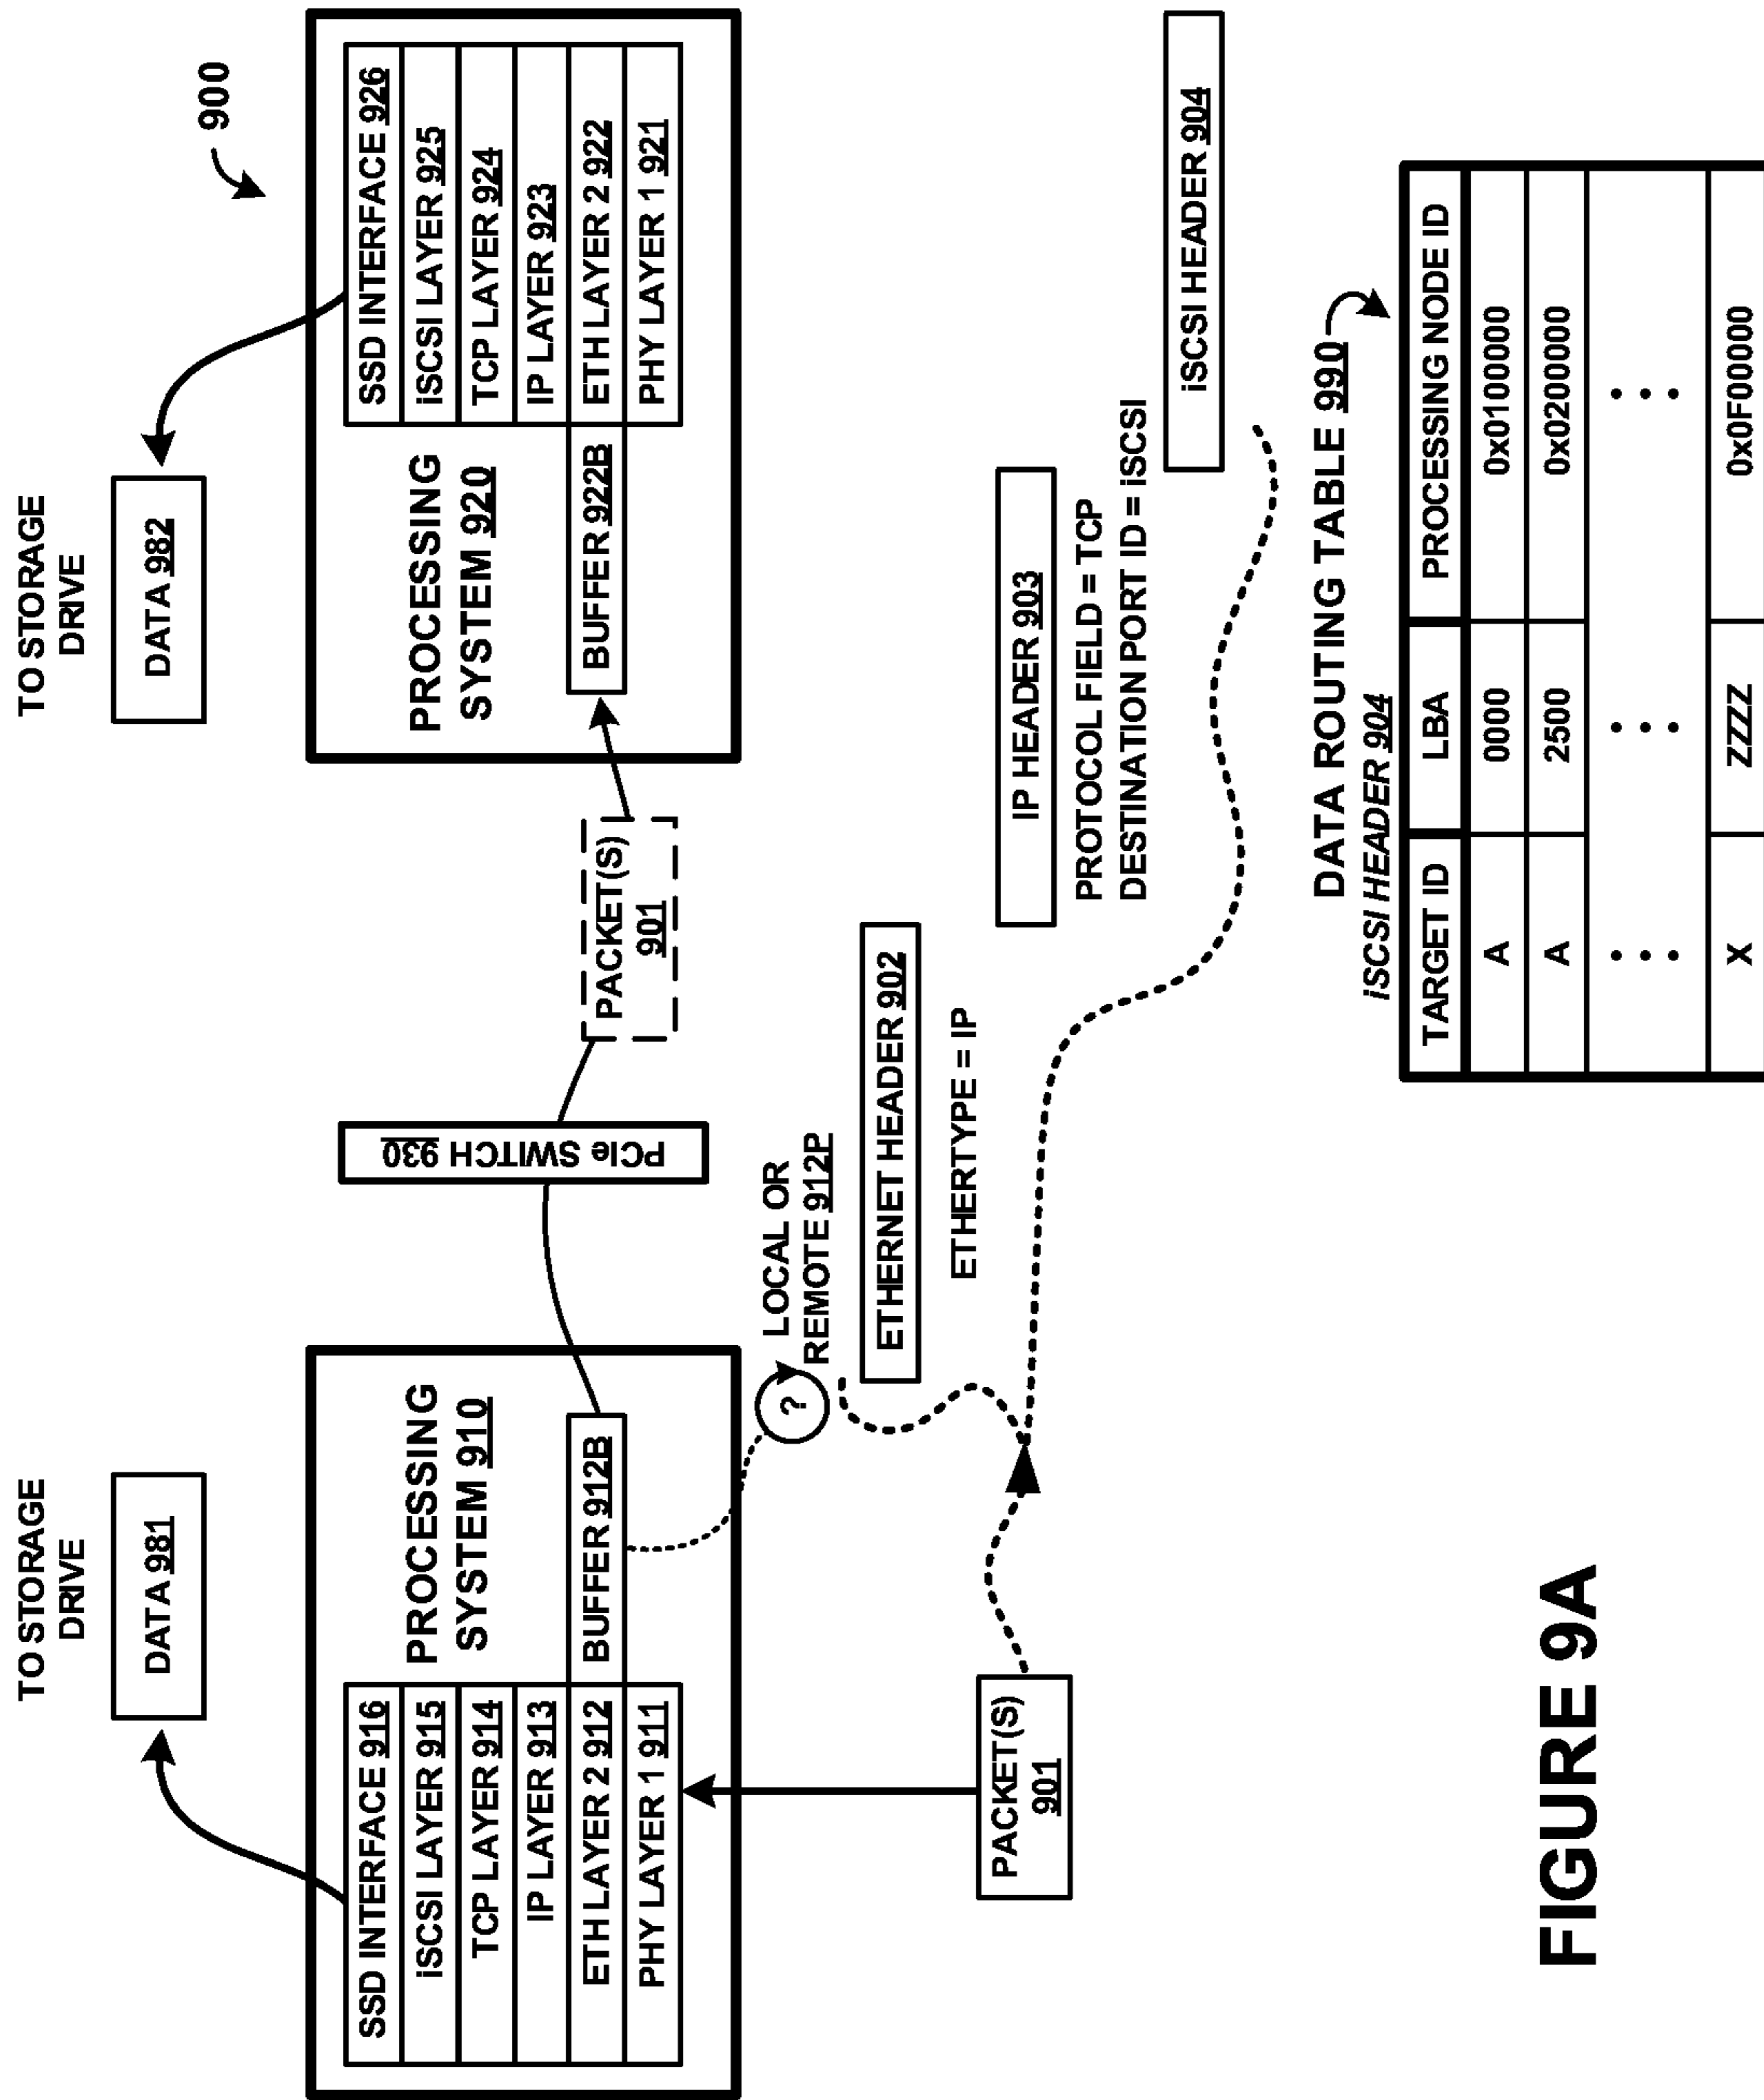 TO STORAGE
DRIVE
DATA 981
SSD INTERFACE 916
iSCSI LAYER 915
TCP LAYER 914
IP LAYER 913
ETH LAYER 2 912
PHY LAYER 1 911
PROCESSING
SYSTEM 910
BUFFER 912B
PCIe SWITCH 930
TO STORAGE
DRIVE
DATA 982
900
PROCESSING
SYSTEM 920
BUFFER 922B
SSD INTERFACE 926
iSCSI LAYER 925
TCP LAYER 924
IP LAYER 923
ETH LAYER 2 922
PHY LAYER 1 921
PACKET(S)
901
?
LOCAL OR
REMOTE 912P
PACKET(S)
901
ETHERNET HEADER 902
ETHERTYPE = IP
IP HEADER 903
PROTOCOL FIELD = TCP
DESTINATION PORT ID = iSCSI
iSCSI HEADER 904
DATA ROUTING TABLE 990
iSCSI HEADER 904
TARGET ID LBA PROCESSING NODE ID
A 0000 0x0100000
A 2500 0x0200000
• • • • • • • • •
X ZZZZ 0x0F00000
FIGURE 9A